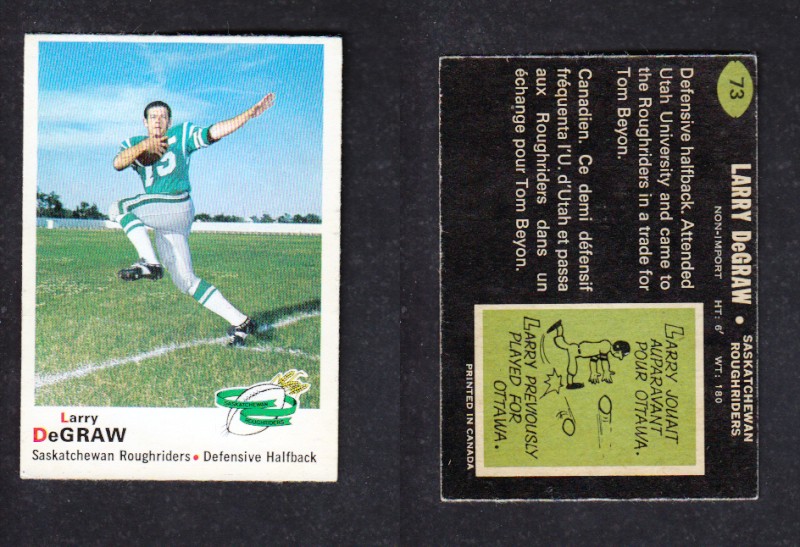 75
SASKATCHEWAN
ROUGHRIDERS
Larry
DeGRAW
Saskatchewan Roughriders • Defensive Halfback
73
LARRY DeGRAW • SASKATCHEWAN
ROUGHRIDERS
NON-IMPORT HT: 6' WT: 180
Defensive halfback. Attended
Utah University and came to
the Roughriders in a trade for
Tom Beyon.
Canadien. Ce demi défensif
fréquenta l'U. d'Utah et passa
aux Roughriders dans un
échange pour Tom Beyon.
LARRY JOUAIT
AUPARAVANT
POUR OTTAWA.
LARRY PREVIOUSLY
PLAYED FOR
OTTAWA.
PRINTED IN CANADA